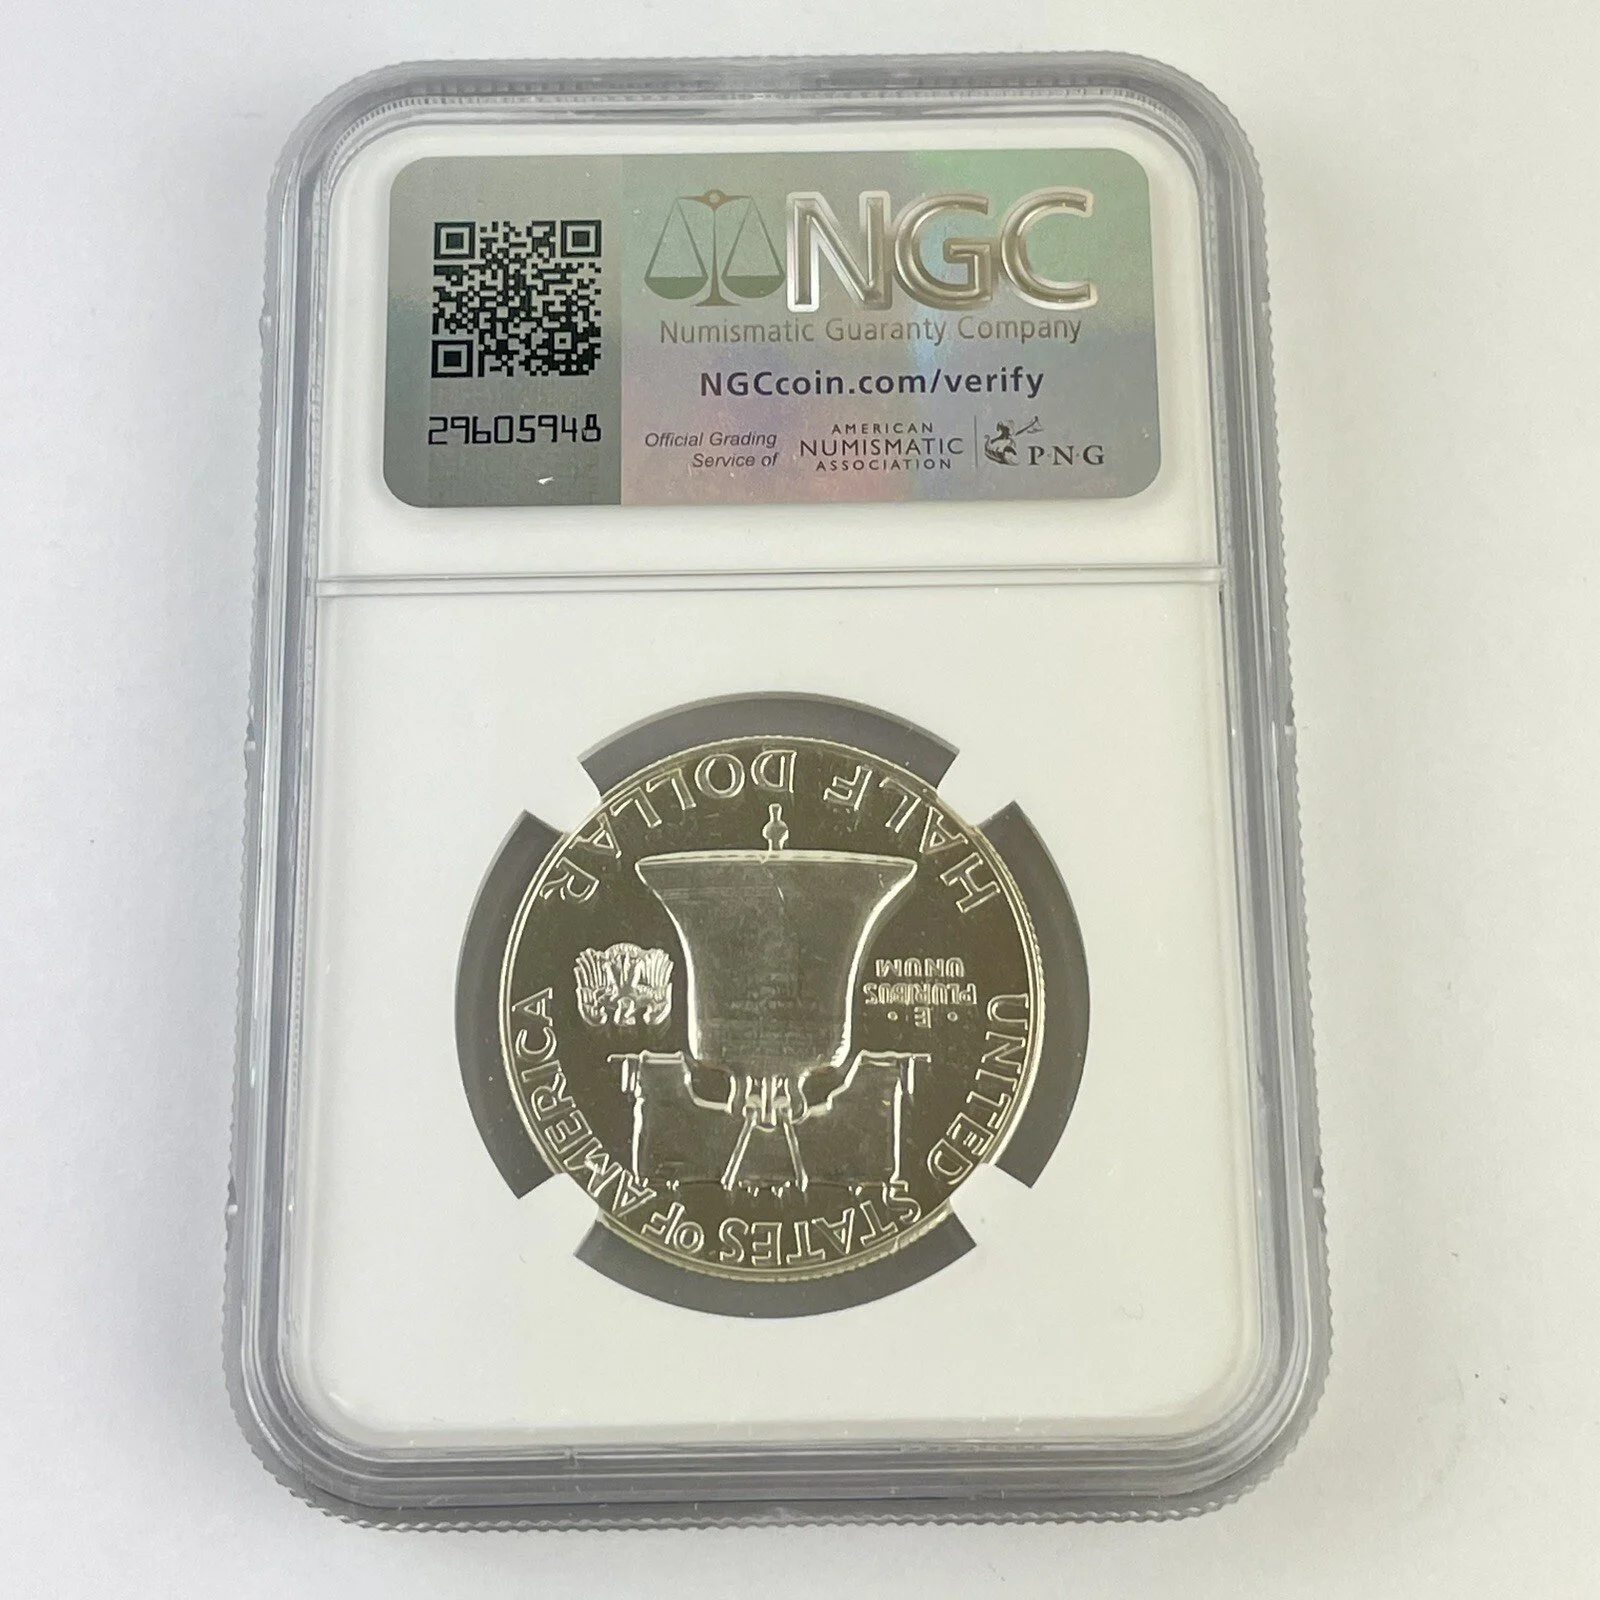 NGC
Numismatic Guaranty Company
NGCcoin.com/verify
29605948
Official Grading
Service of
AMERICAN
NUMISMATIC
ASSOCIATION
P·N·G
UNITED STATES OF AMERICA
·E·
PLURIBUS
UNUM
HALF DOLLAR